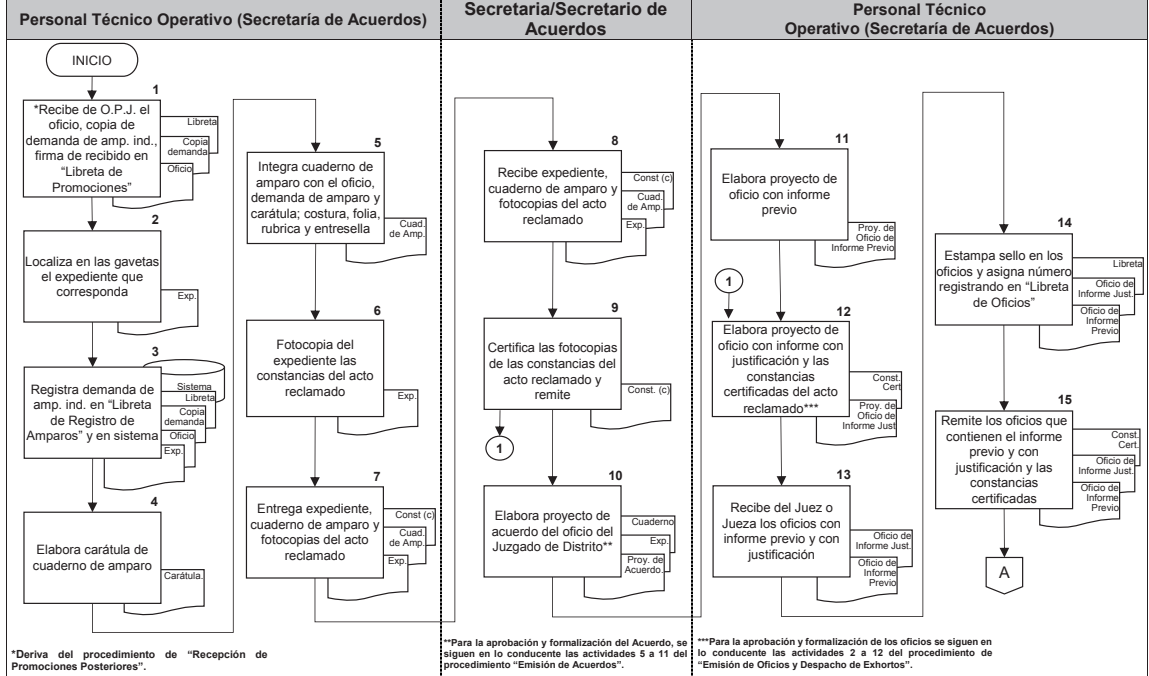 Personal Técnico Operativo (Secretaría de Acuerdos)
Secretaria/Secretario de
Acuerdos
Personal Técnico
Operativo (Secretaría de Acuerdos)
INICIO
1
*Recibe de O.P.J. el
oficio, copia de
demanda de amp. ind.,
firma de recibido en
“Libreta de
Promociones”
Libreta
Copia
demanda
Oficio
2
Localiza en las gavetas
el expediente que
corresponda
Exp.
3
Registra demanda de
amp. ind. en “Libreta
de Registro de
Amparos” y en sistema
Sistema
Libreta
Copia
demanda
Oficio
Exp.
4
Elabora carátula de
cuaderno de amparo
Carátula.
5
Integra cuaderno de
amparo con el oficio,
demanda de amparo y
carátula; costura, folia,
rubrica y entresella
Cuad.
de Amp.
6
Fotocopia del
expediente las
constancias del acto
reclamado
Exp.
7
Entrega expediente,
cuaderno de amparo y
fotocopias del acto
reclamado
Const (c)
Cuad.
de Amp.
Exp.
8
Recibe expediente,
cuaderno de amparo y
fotocopias del acto
reclamado
Const (c)
Cuad.
de Amp.
Exp.
9
Certifica las fotocopias
de las constancias del
acto reclamado y
remite
Const. (c)
1
10
Elabora proyecto de
acuerdo del oficio del
Juzgado de Distrito**
Cuaderno
Exp.
Proy. de
Acuerdo.
11
Elabora proyecto de
oficio con informe
previo
Proy. de
Oficio de
Informe Previo
1
12
Elabora proyecto de
oficio con informe con
justificación y las
constancias
certificadas del acto
reclamado***
Const.
Cert
Proy. de
Oficio de
Informe Just
13
Recibe del Juez o
Jueza los oficios con
informe previo y con
justificación
Oficio de
Informe Just.
Oficio de
Informe
Previo
14
Estampa sello en los
oficios y asigna número
registrando en “Libreta
de Oficios”
Libreta
Oficio de
Informe Just.
Oficio de
Informe
Previo
15
Remite los oficios que
contienen el informe
previo y con
justificación y las
constancias
certificadas
Const.
Cert.
Oficio de
Informe Just.
Oficio de
Informe
Previo
A
*Deriva del procedimiento de “Recepción de
Promociones Posteriores”.
**Para la aprobación y formalización del Acuerdo, se
siguen en lo conducente las actividades 5 a 11 del
procedimiento “Emisión de Acuerdos”.
***Para la aprobación y formalización de los oficios se siguen en
lo conducente las actividades 2 a 12 del procedimiento de
“Emisión de Oficios y Despacho de Exhortos”.